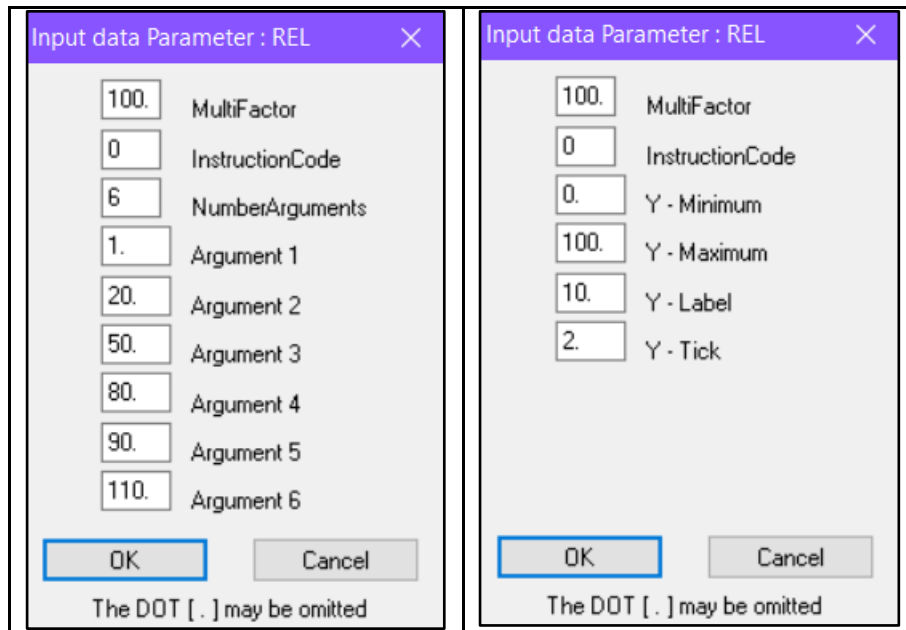 Input data Parameter : REL
100. MultiFactor
0 InstructionCode
6 NumberArguments
1. Argument 1
20. Argument 2
50. Argument 3
80. Argument 4
90. Argument 5
110. Argument 6
OK Cancel
The DOT [ . ] may be omitted
Input data Parameter : REL
100. MultiFactor
0 InstructionCode
0. Y - Minimum
100. Y - Maximum
10. Y - Label
2. Y - Tick
OK Cancel
The DOT [ . ] may be omitted